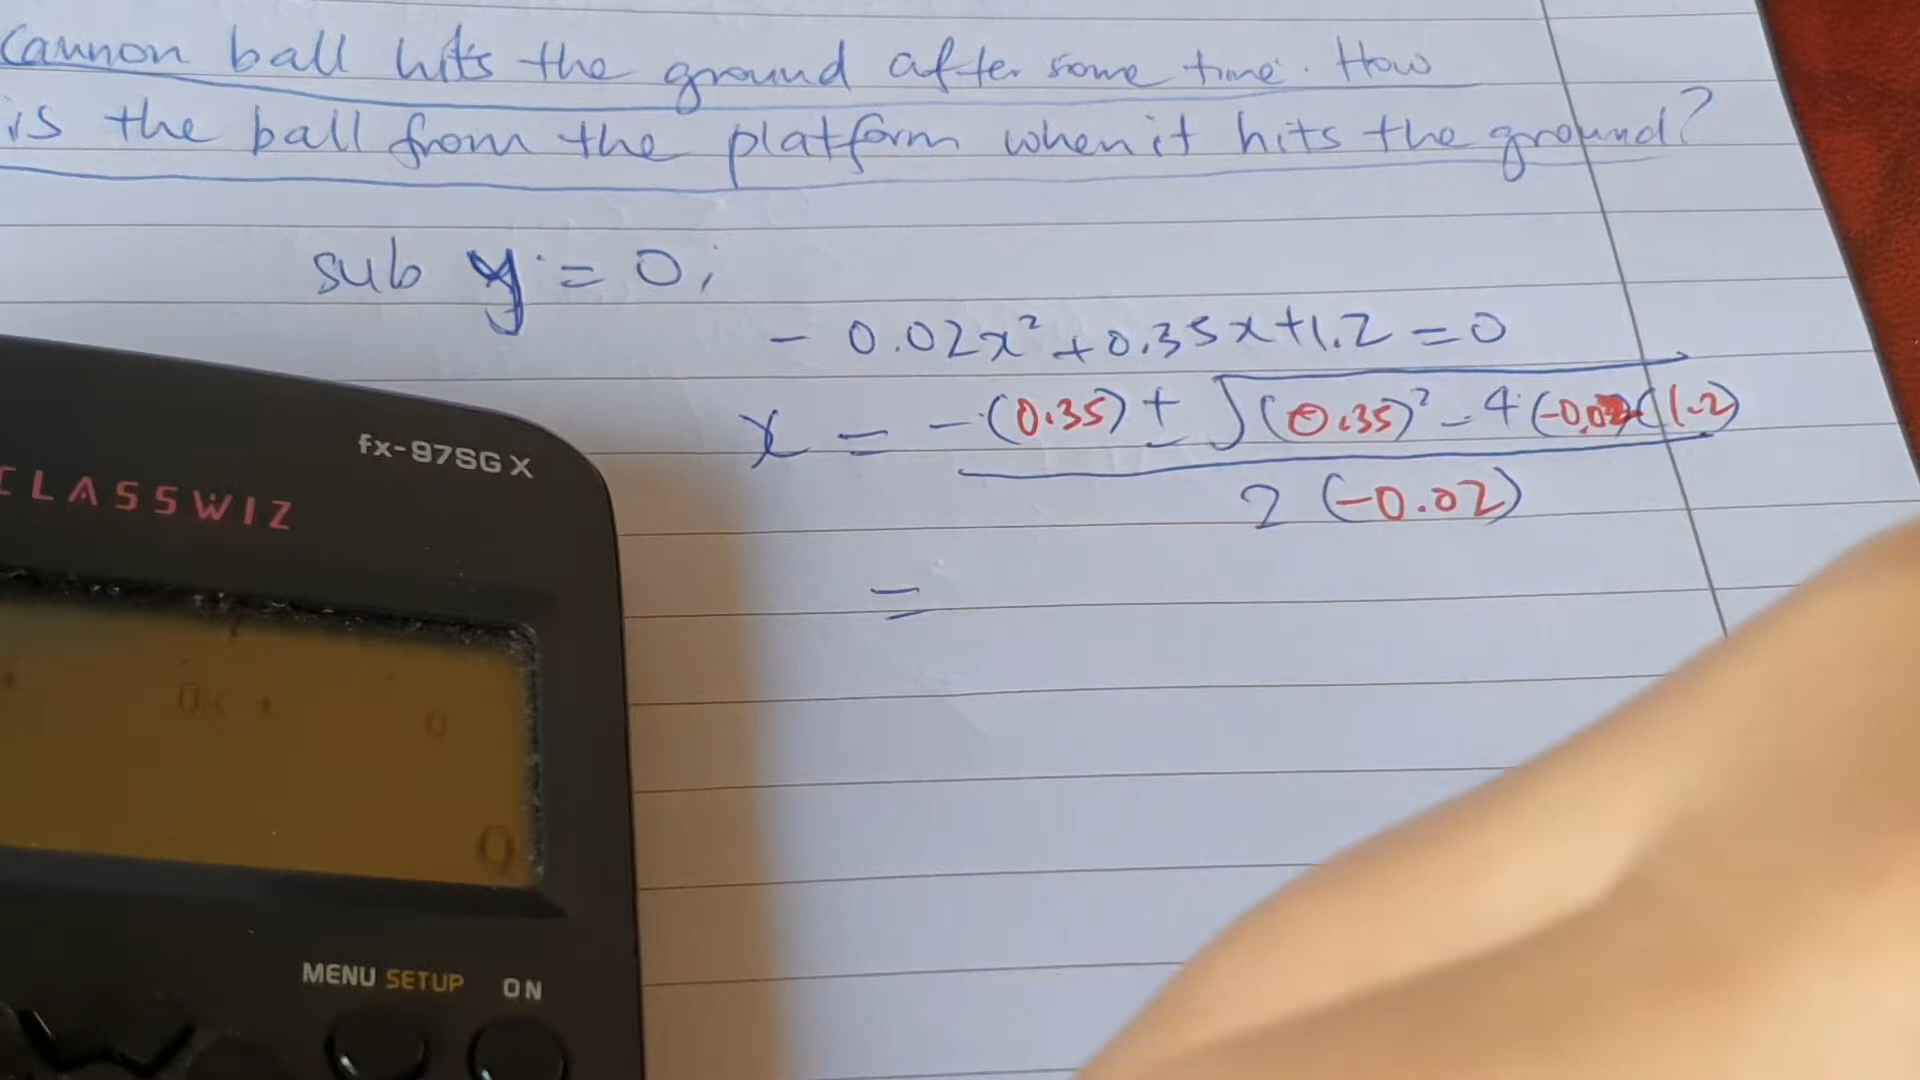 cannon ball hits the ground after some time. How
is the ball from the platform when it hits the ground?
sub y = 0,
- 0.02x² + 0.35x + 1.2 = 0
x = -(0.35) ± √(0.35)² - 4(-0.02)(1.2)
2 (-0.02)
=
fx-97SG X
CLASSWIZ
MENU SETUP ON